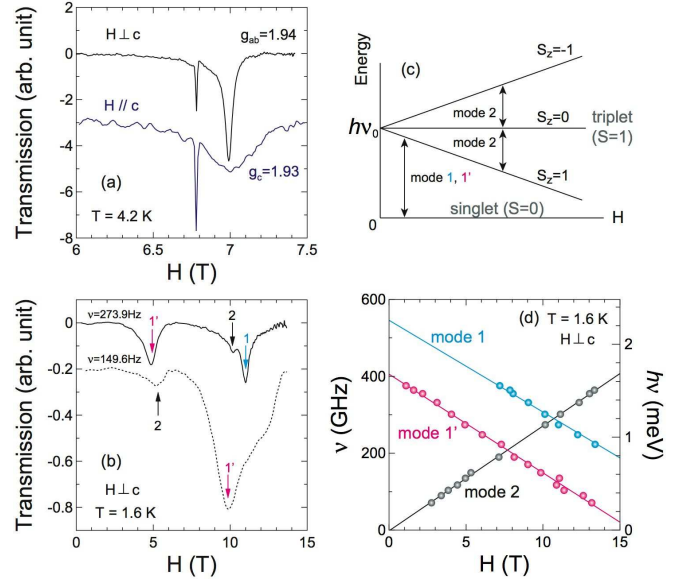 2
0
-2
-4
-6
-8
Transmission (arb. unit)
H⊥c
g_ab=1.94
H // c
g_c=1.93
(a)
T = 4.2 K
6
6.5
7
7.5
H (T)
Energy
(c)
S_z=-1
S_z=0
S_z=1
mode 2
mode 2
hν_0
triplet
(S=1)
mode 1, 1'
singlet (S=0)
0
H
0
-0.2
-0.4
-0.6
-0.8
Transmission (arb. unit)
ν=273.9Hz
1'
2
1
ν=149.6Hz
2
1'
(b)
H⊥c
T = 1.6 K
0
5
10
15
H (T)
600
500
400
300
200
100
0
ν (GHz)
(d)
T = 1.6 K
H⊥c
mode 1
mode 1'
mode 2
2
1
0
hν (meV)
0
5
10
15
H (T)